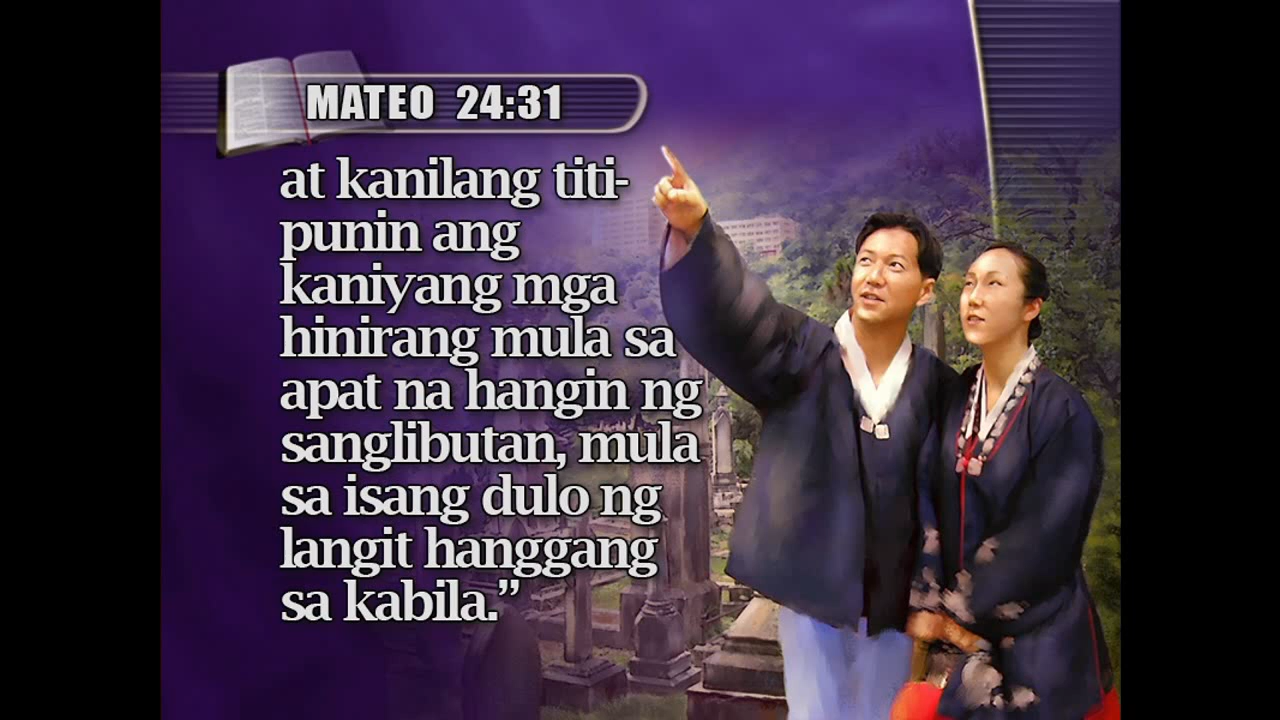 MATEO 24:31
at kanilang titi-
punin ang
kaniyang mga
hinirang mula sa
apat na hangin ng
sanglibutan, mula
sa isang dulo ng
langit hanggang
sa kabila.”